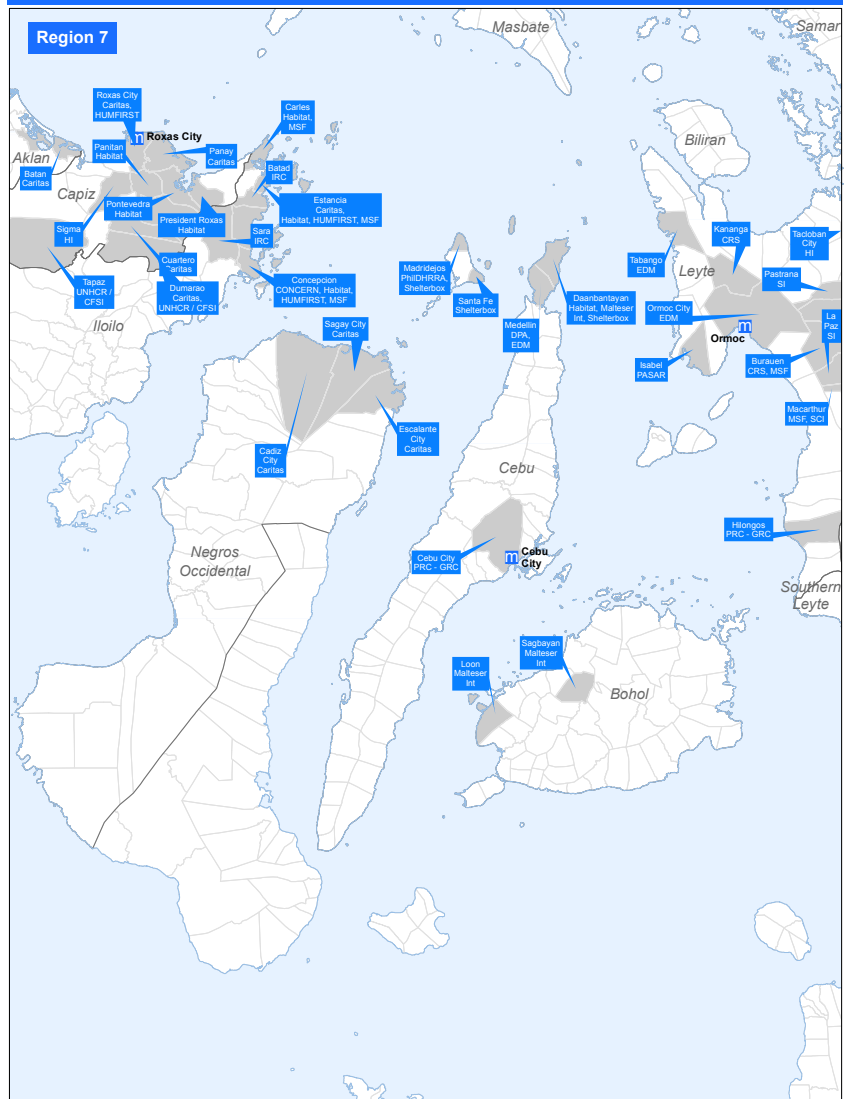 Region 7
Masbate
Samar
Roxas City
Caritas,
HUMFIRST
m
Roxas City
Carles
Habitat,
MSF
Panitan
Habitat
Panay
Caritas
Aklan
Batan
Caritas
Batad
IRC
Biliran
Capiz
Pontevedra
Habitat
President Roxas
Habitat
Estancia
Caritas,
Habitat, HUMFIRST, MSF
Sigma
HI
Sara
IRC
Kananga
CRS
Tacloban
City
HI
Tabango
EDM
Leyte
Cuartero
Caritas
Tapaz
UNHCR /
CFSI
Dumarao
Caritas,
UNHCR / CFSI
Concepcion
CONCERN, Habitat,
HUMFIRST, MSF
Madridejos
PhilDHRRA,
Shelterbox
Santa Fe
Shelterbox
Daanbantayan
Habitat, Malteser
Int, Shelterbox
Pastrana
SI
Iloilo
Sagay City
Caritas
Medellin
DPA,
EDM
Ormoc City
EDM
m
Ormoc
La
Paz
SI
Isabel
PASAR
Burauen
CRS, MSF
Macarthur
MSF, SCI
Cadiz
City
Caritas
Escalante
City
Caritas
Cebu
Hilongos
PRC - GRC
Negros
Occidental
Cebu City
PRC - GRC
m
Cebu
City
Southern
Leyte
Sagbayan
Malteser
Int
Loon
Malteser
Int
Bohol